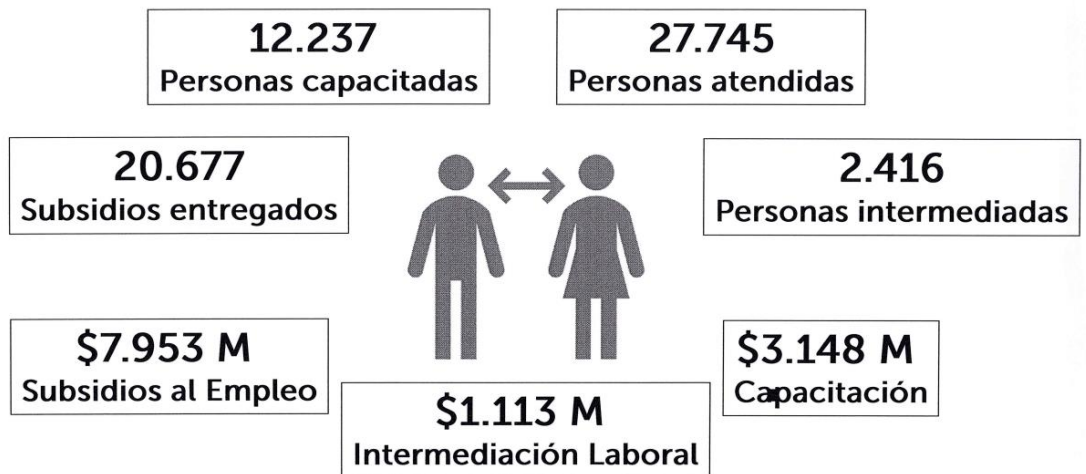 12.237
Personas capacitadas
27.745
Personas atendidas
20.677
Subsidios entregados
2.416
Personas intermediadas
$7.953 M
Subsidios al Empleo
$1.113 M
Intermediación Laboral
$3.148 M
Capacitación